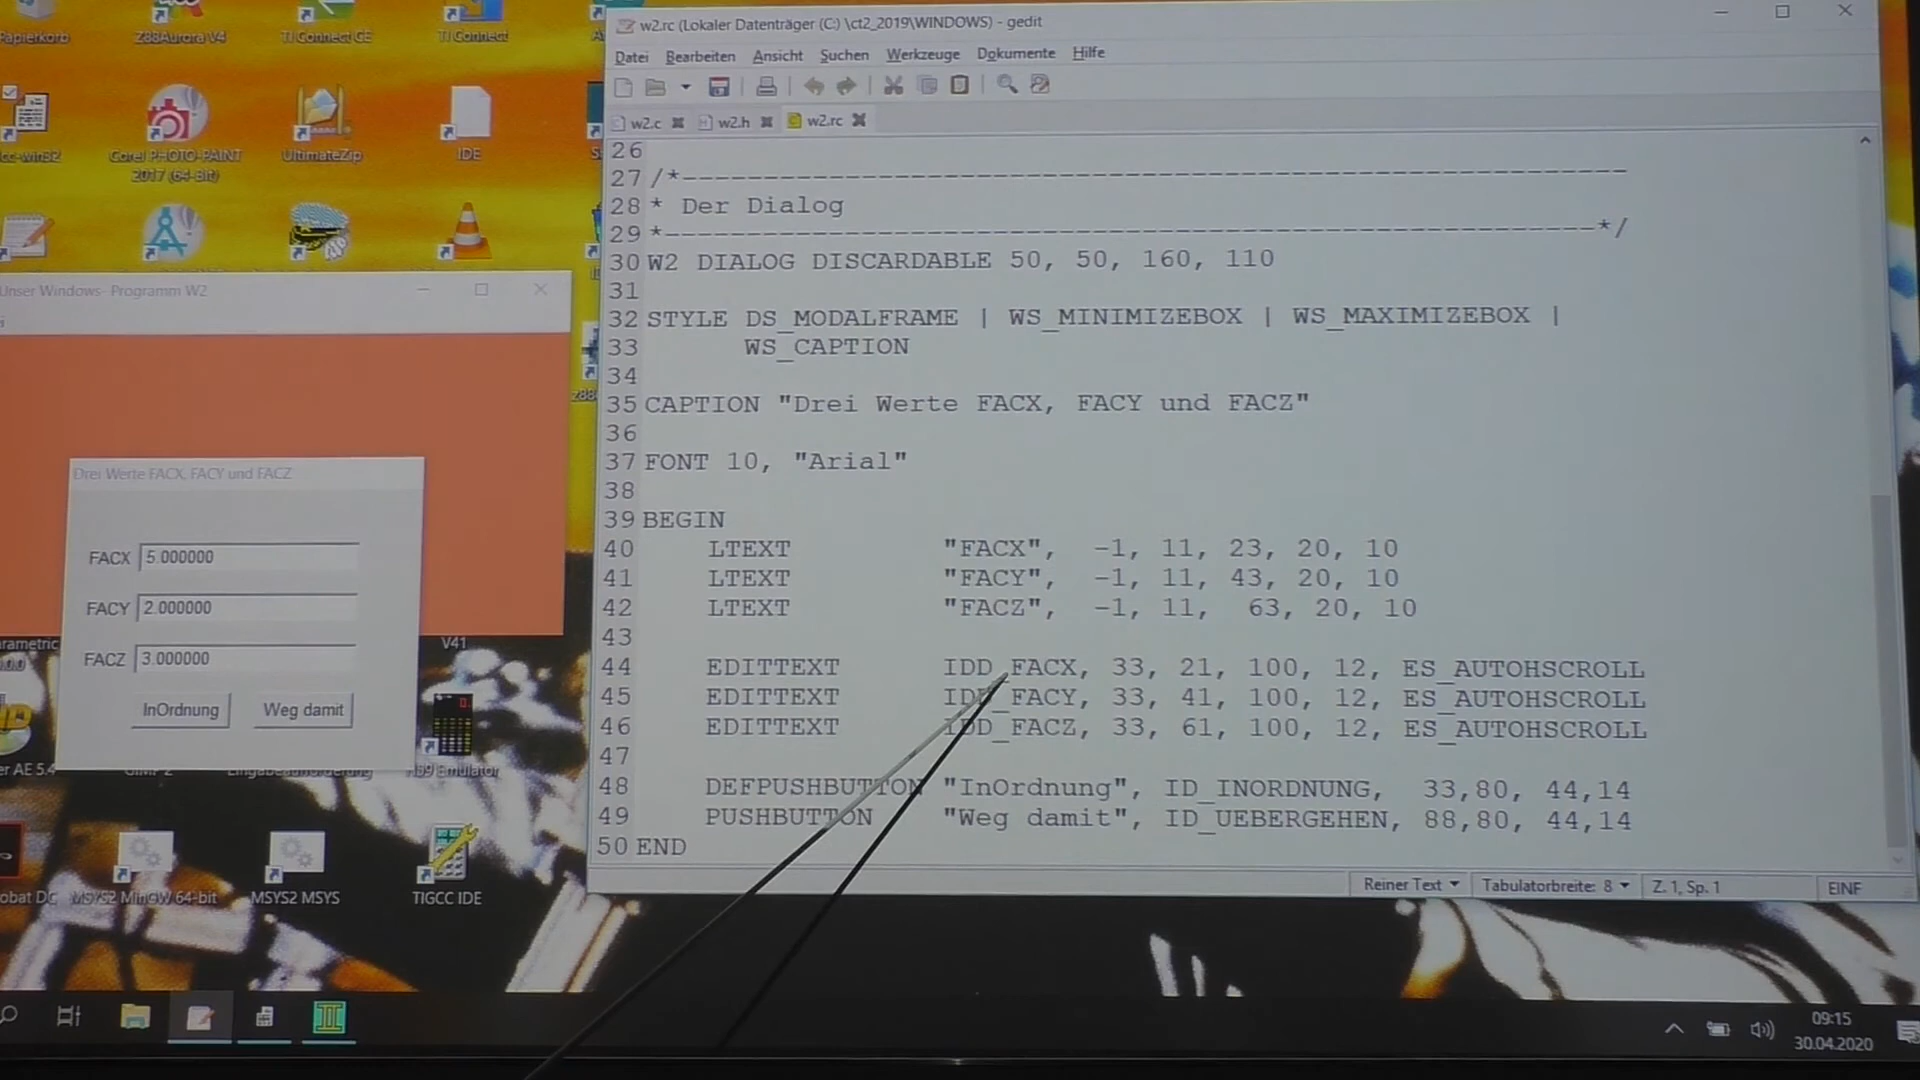 Papierkorb
Z88Aurora V4
TI Connect CE
TI Connect
lcc-win32
Corel PHOTO-PAINT
2017 (64-Bit)
UltimateZip
IDE
Unser Windows- Programm W2
Drei Werte FACX, FACY und FACZ
FACX 5.000000
FACY 2.000000
FACZ 3.000000
InOrdnung Weg damit
V41
MSYS2 MinGW 64-bit
MSYS2 MSYS
TIGCC IDE
w2.rc (Lokaler Datenträger (C:) \ct2_2019\WINDOWS) - gedit
Datei Bearbeiten Ansicht Suchen Werkzeuge Dokumente Hilfe
w2.c w2.h w2.rc
26
27 /*----------------------------------------------------------
28 * Der Dialog
29 *---------------------------------------------------------*/
30 W2 DIALOG DISCARDABLE 50, 50, 160, 110
31
32 STYLE DS_MODALFRAME | WS_MINIMIZEBOX | WS_MAXIMIZEBOX |
33 WS_CAPTION
34
35 CAPTION "Drei Werte FACX, FACY und FACZ"
36
37 FONT 10, "Arial"
38
39 BEGIN
40 LTEXT "FACX", -1, 11, 23, 20, 10
41 LTEXT "FACY", -1, 11, 43, 20, 10
42 LTEXT "FACZ", -1, 11, 63, 20, 10
43
44 EDITTEXT IDD_FACX, 33, 21, 100, 12, ES_AUTOHSCROLL
45 EDITTEXT IDD_FACY, 33, 41, 100, 12, ES_AUTOHSCROLL
46 EDITTEXT IDD_FACZ, 33, 61, 100, 12, ES_AUTOHSCROLL
47
48 DEFPUSHBUTTON "InOrdnung", ID_INORDNUNG, 33,80, 44,14
49 PUSHBUTTON "Weg damit", ID_UEBERGEHEN, 88,80, 44,14
50 END
Reiner Text Tabulatorbreite: 8 Z. 1, Sp. 1 EINF
09:15
30.04.2020